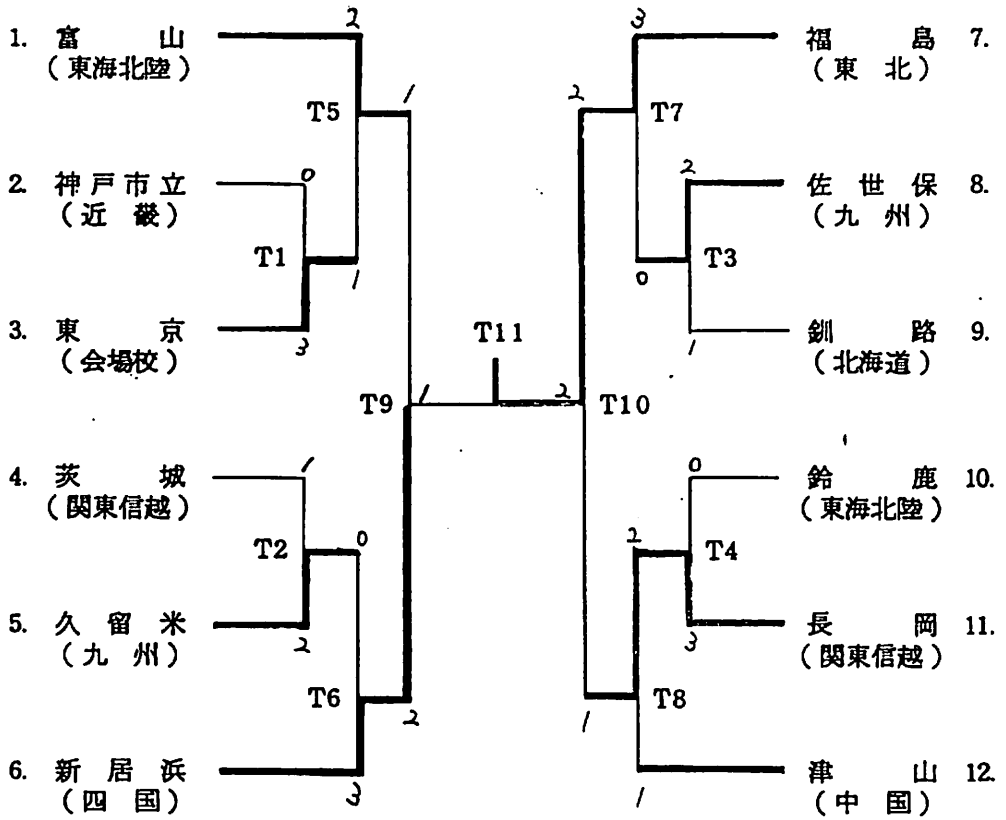 1. 富山
(東海北陸)
2. 神戸市立
(近畿)
3. 東京
(会場校)
4. 茨城
(関東信越)
5. 久留米
(九州)
6. 新居浜
(四国)
2
T5
1
0
T1
1
3
T9
1
1
T2
0
2
T6
2
3
T11
3
2
T7
2
0
T3
1
2
T10
0
2
T4
3
1
T8
1
福島 7.
(東北)
佐世保 8.
(九州)
釧路 9.
(北海道)
鈴鹿 10.
(東海北陸)
長岡 11.
(関東信越)
津山 12.
(中国)